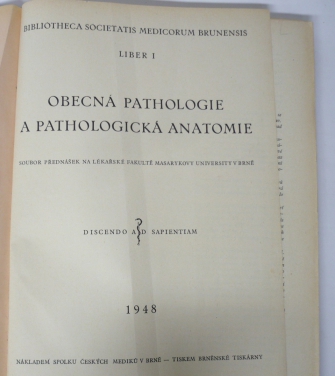 BIBLIOTHECA SOCIETATIS MEDICORUM BRUNENSIS
LIBER I
OBECNÁ PATHOLOGIE
A PATHOLOGICKÁ ANATOMIE
SOUBOR PŘEDNÁŠEK NA LÉKAŘSKÉ FAKULTĚ MASARYKOVY UNIVERSITY V BRNĚ
DISCENDO AD SAPIENTIAM
1948
NÁKLADEM SPOLKU ČESKÝCH MEDIKŮ V BRNĚ — TISKEM BRNĚNSKÉ TISKÁRNY